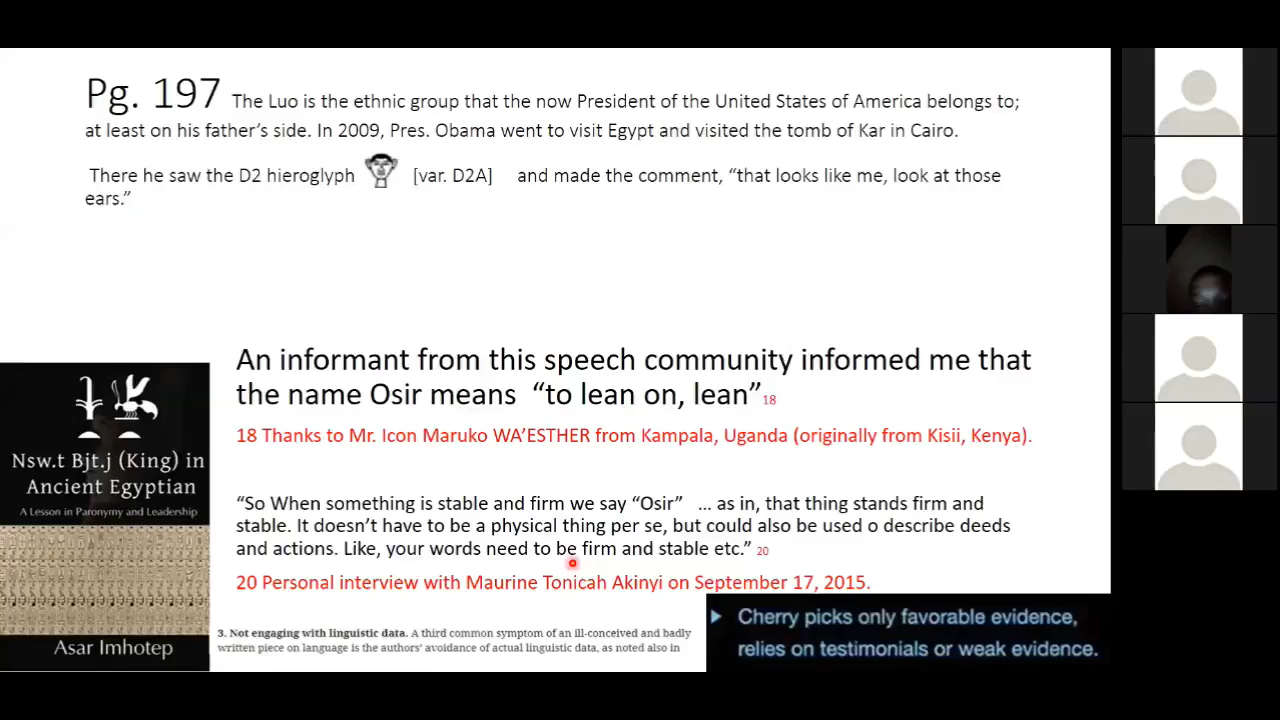 Pg. 197 The Luo is the ethnic group that the now President of the United States of America belongs to;
at least on his father's side. In 2009, Pres. Obama went to visit Egypt and visited the tomb of Kar in Cairo.
There he saw the D2 hieroglyph [var. D2A] and made the comment, “that looks like me, look at those
ears.”
An informant from this speech community informed me that
the name Osir means “to lean on, lean”18
18 Thanks to Mr. Icon Maruko WA’ESTHER from Kampala, Uganda (originally from Kisii, Kenya).
“So When something is stable and firm we say “Osir” … as in, that thing stands firm and
stable. It doesn’t have to be a physical thing per se, but could also be used o describe deeds
and actions. Like, your words need to be firm and stable etc.” 20
20 Personal interview with Maurine Tonicah Akinyi on September 17, 2015.
Nsw.t Bjt.j (King) in
Ancient Egyptian
A Lesson in Paronymy and Leadership
Asar Imhotep
3. Not engaging with linguistic data. A third common symptom of an ill-conceived and badly
written piece on language is the authors' avoidance of actual linguistic data, as noted also in
Cherry picks only favorable evidence,
relies on testimonials or weak evidence.